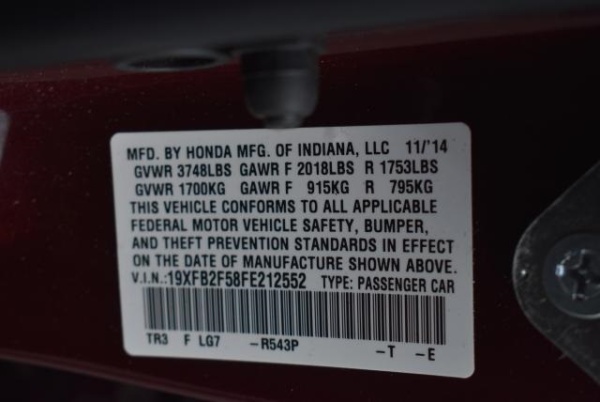 MFD. BY HONDA MFG. OF INDIANA, LLC 11/'14
GVWR 3748LBS GAWR F 2018LBS R 1753LBS
GVWR 1700KG GAWR F 915KG R 795KG
THIS VEHICLE CONFORMS TO ALL APPLICABLE
FEDERAL MOTOR VEHICLE SAFETY, BUMPER,
AND THEFT PREVENTION STANDARDS IN EFFECT
ON THE DATE OF MANUFACTURE SHOWN ABOVE.
V.I.N.:19XFB2F58FE212552 TYPE: PASSENGER CAR
TR3 F LG7 -R543P -T -E